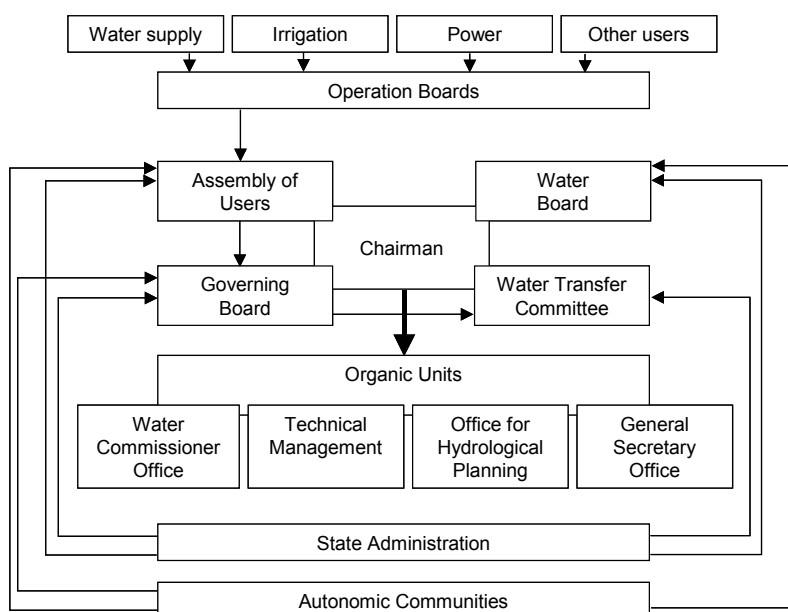 Water supply
Irrigation
Power
Other users
Operation Boards
Assembly of
Users
Water
Board
Chairman
Governing
Board
Water Transfer
Committee
Organic Units
Water
Commissioner
Office
Technical
Management
Office for
Hydrological
Planning
General
Secretary
Office
State Administration
Autonomic Communities